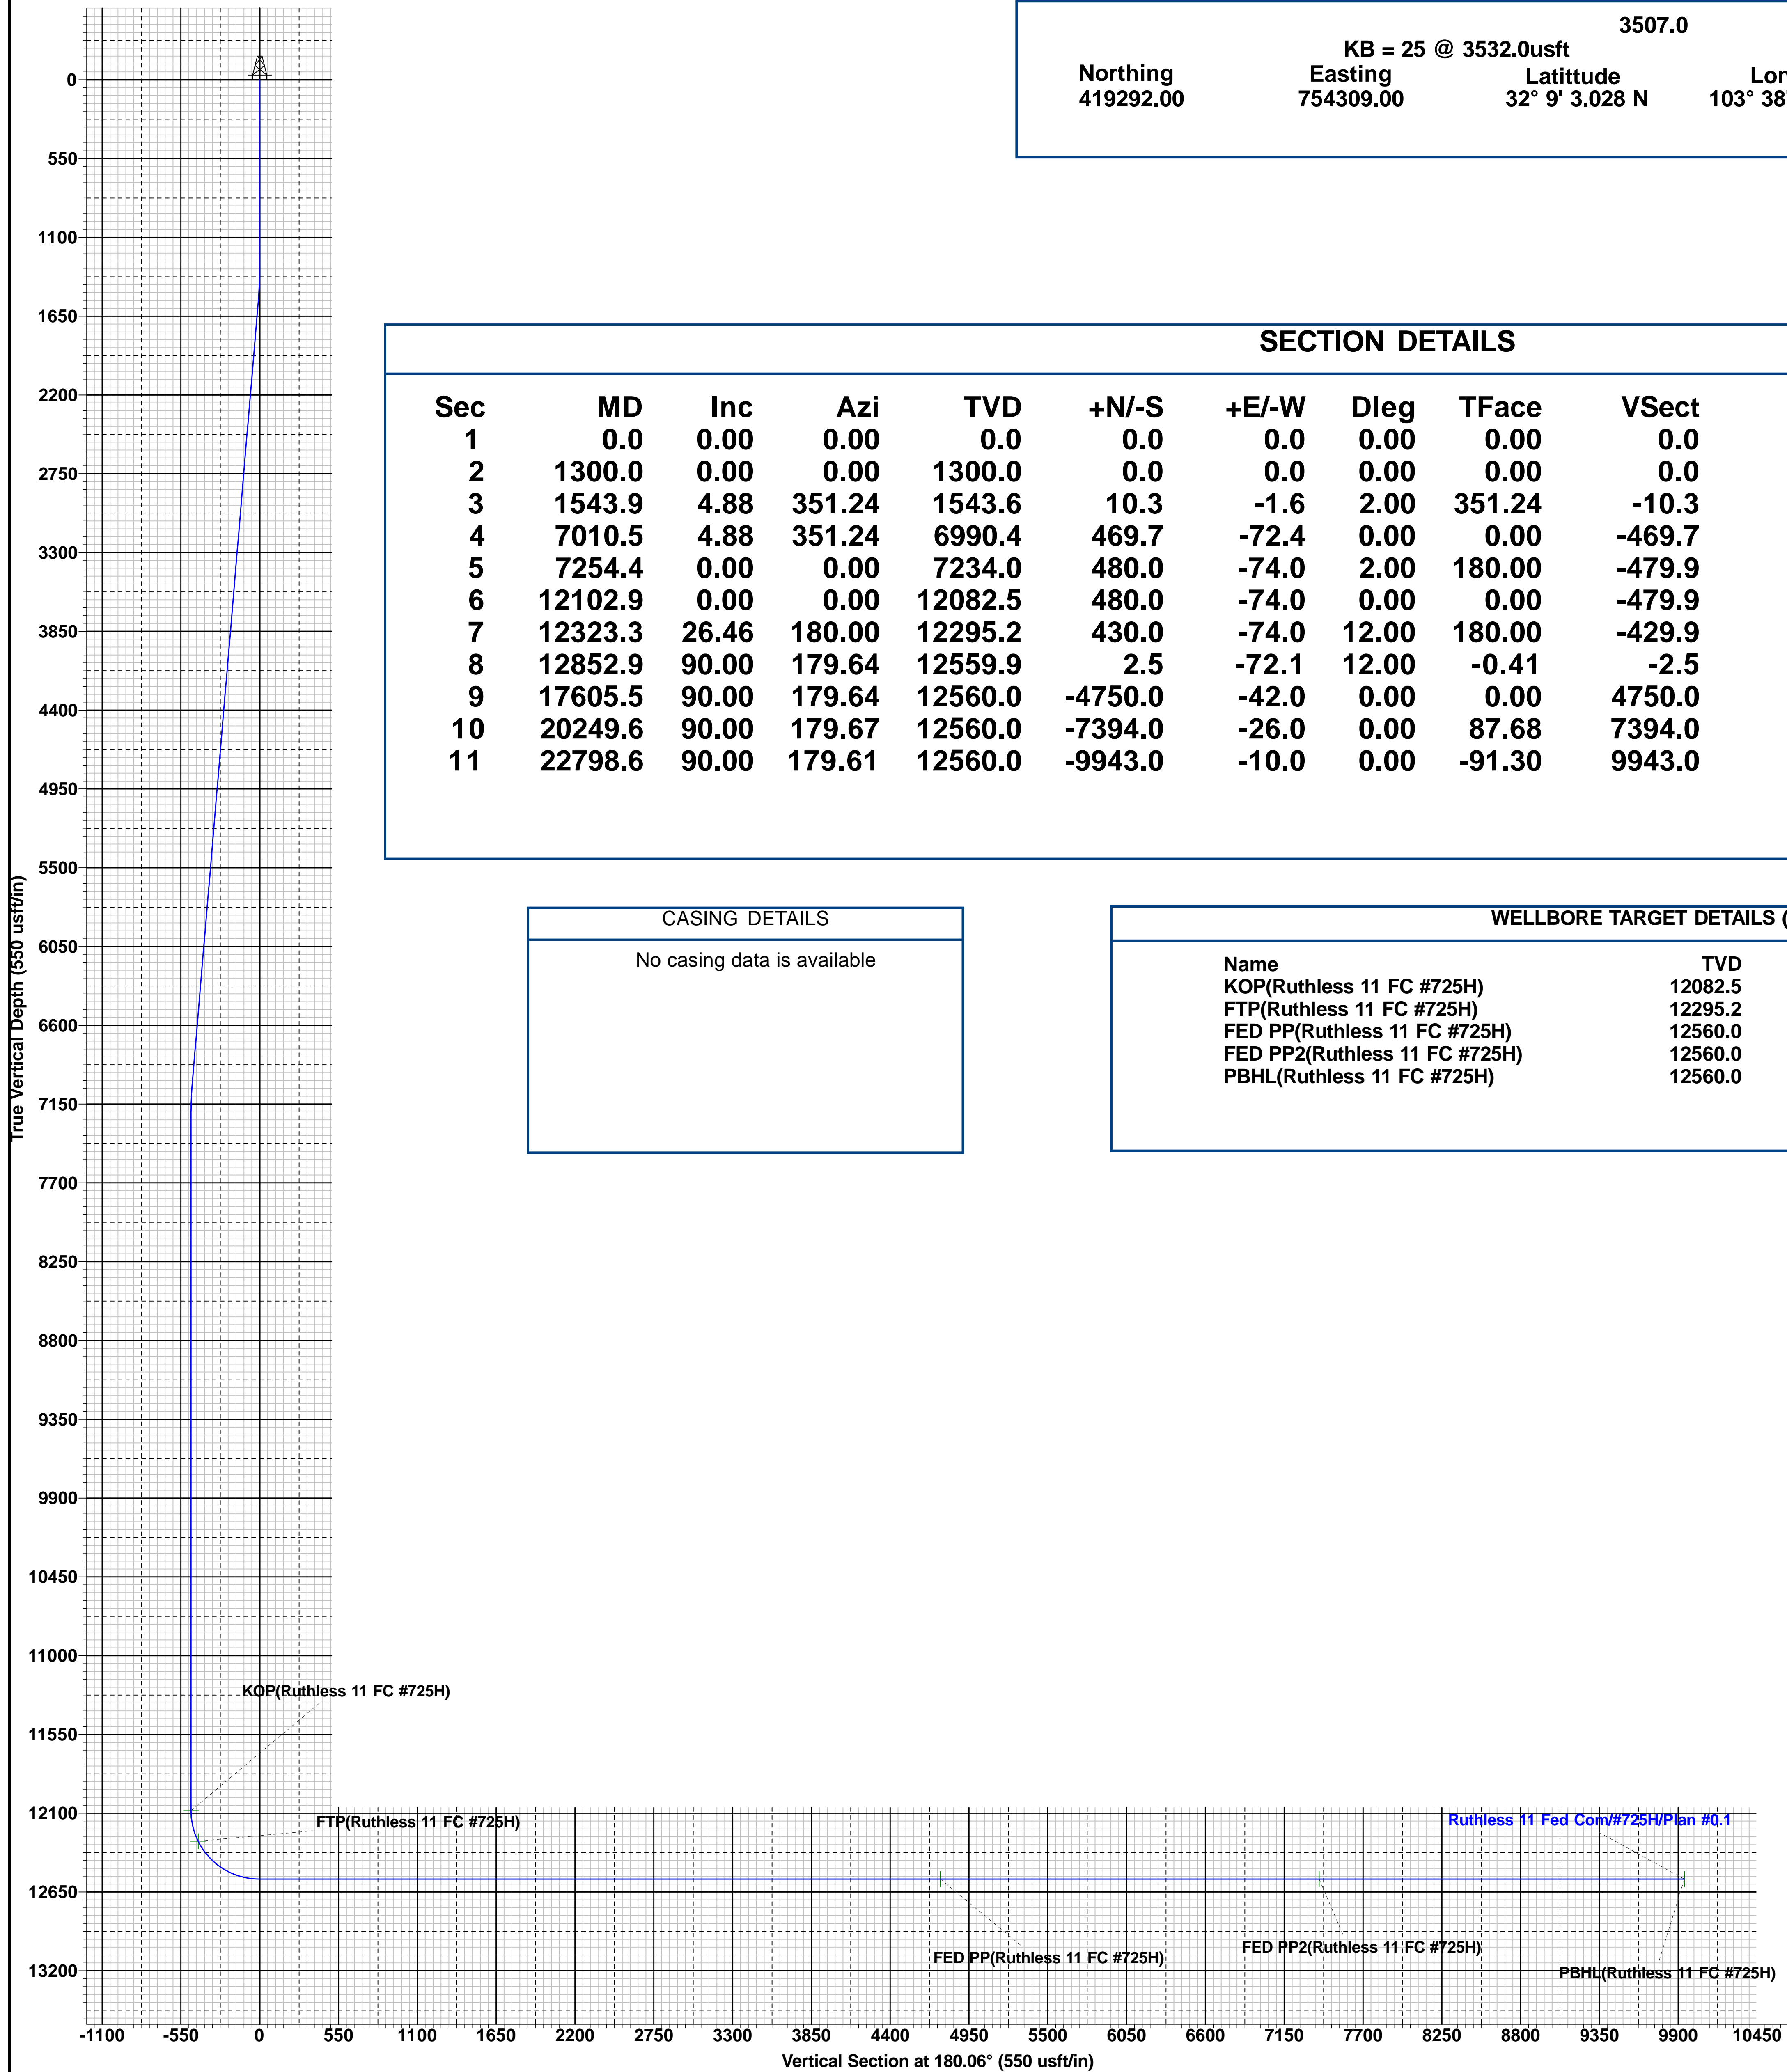 3507.0
KB = 25 @ 3532.0usft
Northing Easting Latittude Lon
419292.00 754309.00 32° 9' 3.028 N 103° 38'
0
550
1100
1650
2200
2750
3300
3850
4400
4950
5500
6050
6600
7150
7700
8250
8800
9350
9900
10450
11000
11550
12100
12650
13200
True Vertical Depth (550 usft/in)
SECTION DETAILS
Sec MD Inc Azi TVD +N/-S +E/-W Dleg TFace VSect
1 0.0 0.00 0.00 0.0 0.0 0.0 0.00 0.00 0.0
2 1300.0 0.00 0.00 1300.0 0.0 0.0 0.00 0.00 0.0
3 1543.9 4.88 351.24 1543.6 10.3 -1.6 2.00 351.24 -10.3
4 7010.5 4.88 351.24 6990.4 469.7 -72.4 0.00 0.00 -469.7
5 7254.4 0.00 0.00 7234.0 480.0 -74.0 2.00 180.00 -479.9
6 12102.9 0.00 0.00 12082.5 480.0 -74.0 0.00 0.00 -479.9
7 12323.3 26.46 180.00 12295.2 430.0 -74.0 12.00 180.00 -429.9
8 12852.9 90.00 179.64 12559.9 2.5 -72.1 12.00 -0.41 -2.5
9 17605.5 90.00 179.64 12560.0 -4750.0 -42.0 0.00 0.00 4750.0
10 20249.6 90.00 179.67 12560.0 -7394.0 -26.0 0.00 87.68 7394.0
11 22798.6 90.00 179.61 12560.0 -9943.0 -10.0 0.00 -91.30 9943.0
CASING DETAILS
No casing data is available
WELLBORE TARGET DETAILS (
Name TVD
KOP(Ruthless 11 FC #725H) 12082.5
FTP(Ruthless 11 FC #725H) 12295.2
FED PP(Ruthless 11 FC #725H) 12560.0
FED PP2(Ruthless 11 FC #725H) 12560.0
PBHL(Ruthless 11 FC #725H) 12560.0
KOP(Ruthless 11 FC #725H)
FTP(Ruthless 11 FC #725H)
Ruthless 11 Fed Com/#725H/Plan #0.1
FED PP(Ruthless 11 FC #725H)
FED PP2(Ruthless 11 FC #725H)
PBHL(Ruthless 11 FC #725H)
-1100 -550 0 550 1100 1650 2200 2750 3300 3850 4400 4950 5500 6050 6600 7150 7700 8250 8800 9350 9900 10450
Vertical Section at 180.06° (550 usft/in)